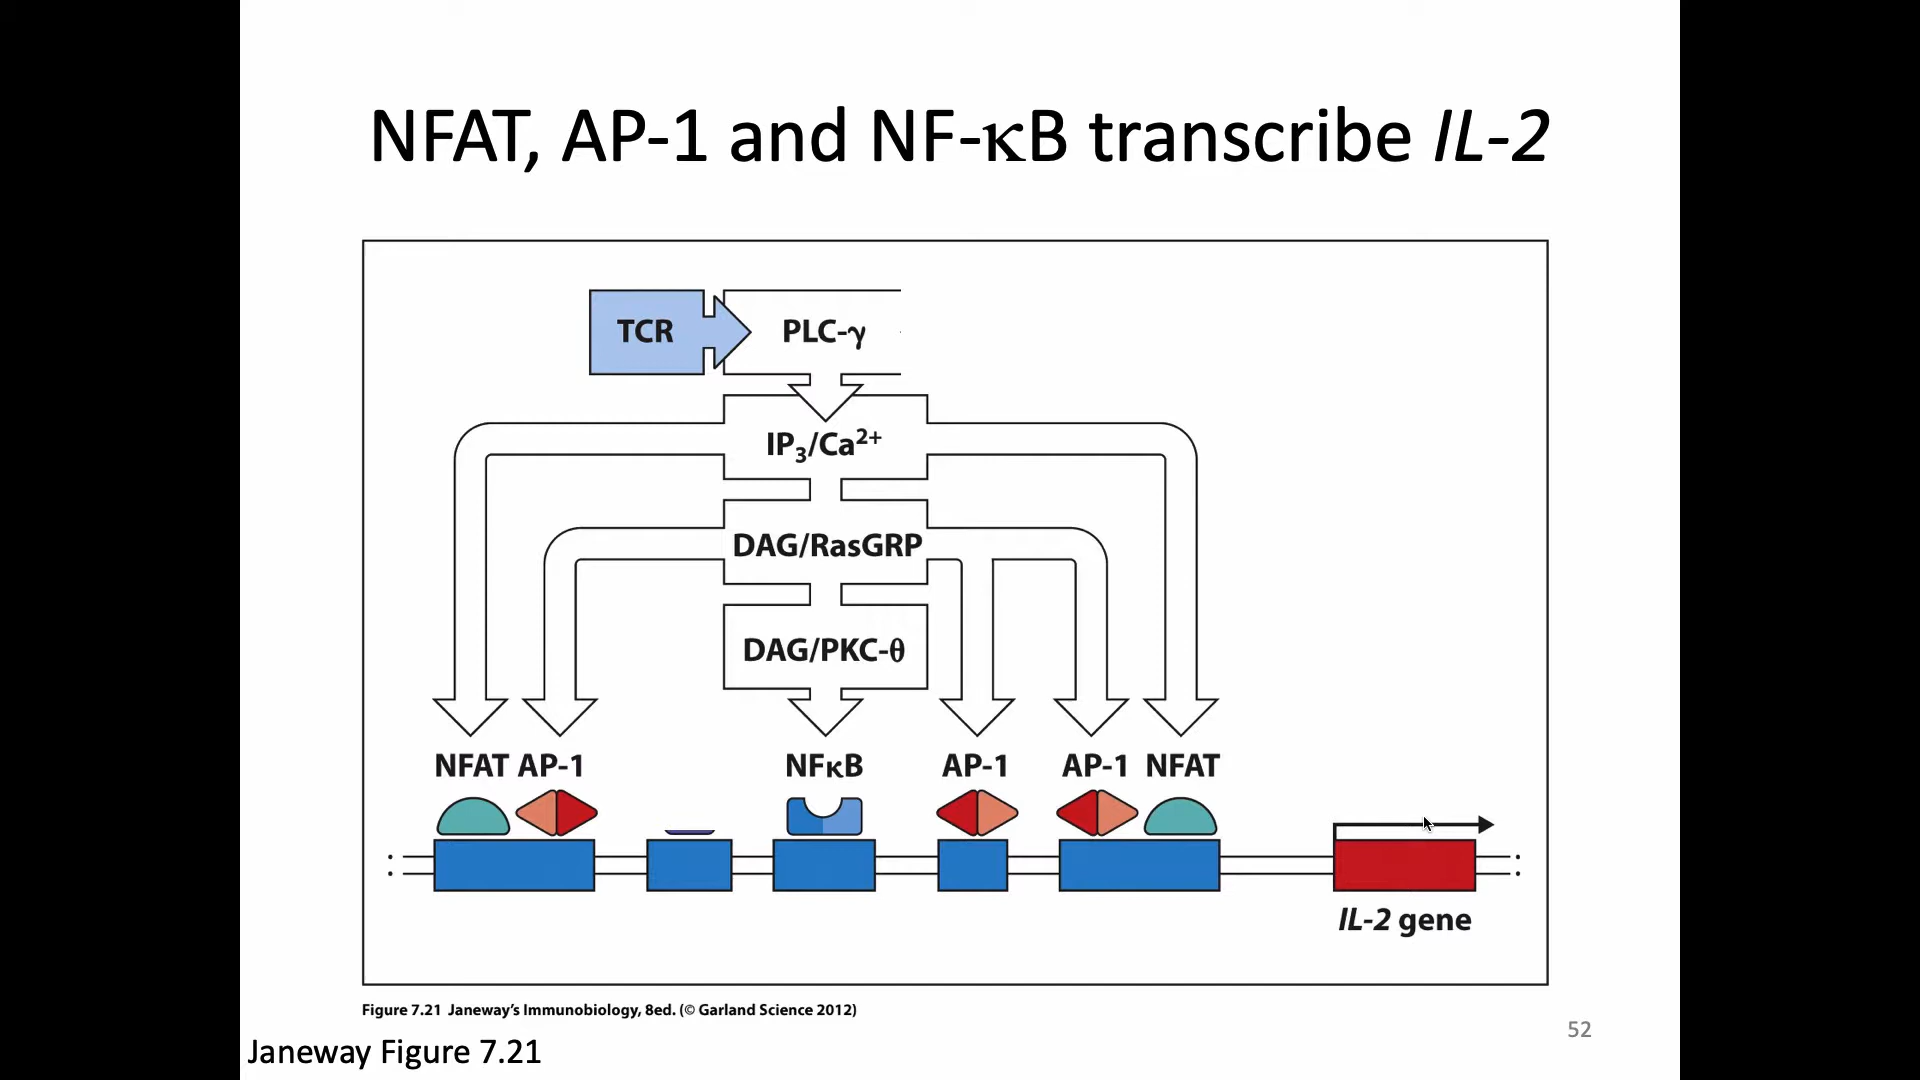 NFAT, AP-1 and NF-κB transcribe IL-2
TCR
PLC-γ
IP₃/Ca²⁺
DAG/RasGRP
DAG/PKC-θ
NFAT AP-1 NFκB AP-1 AP-1 NFAT
IL-2 gene
Figure 7.21 Janeway's Immunobiology, 8ed. (© Garland Science 2012)
52
Janeway Figure 7.21